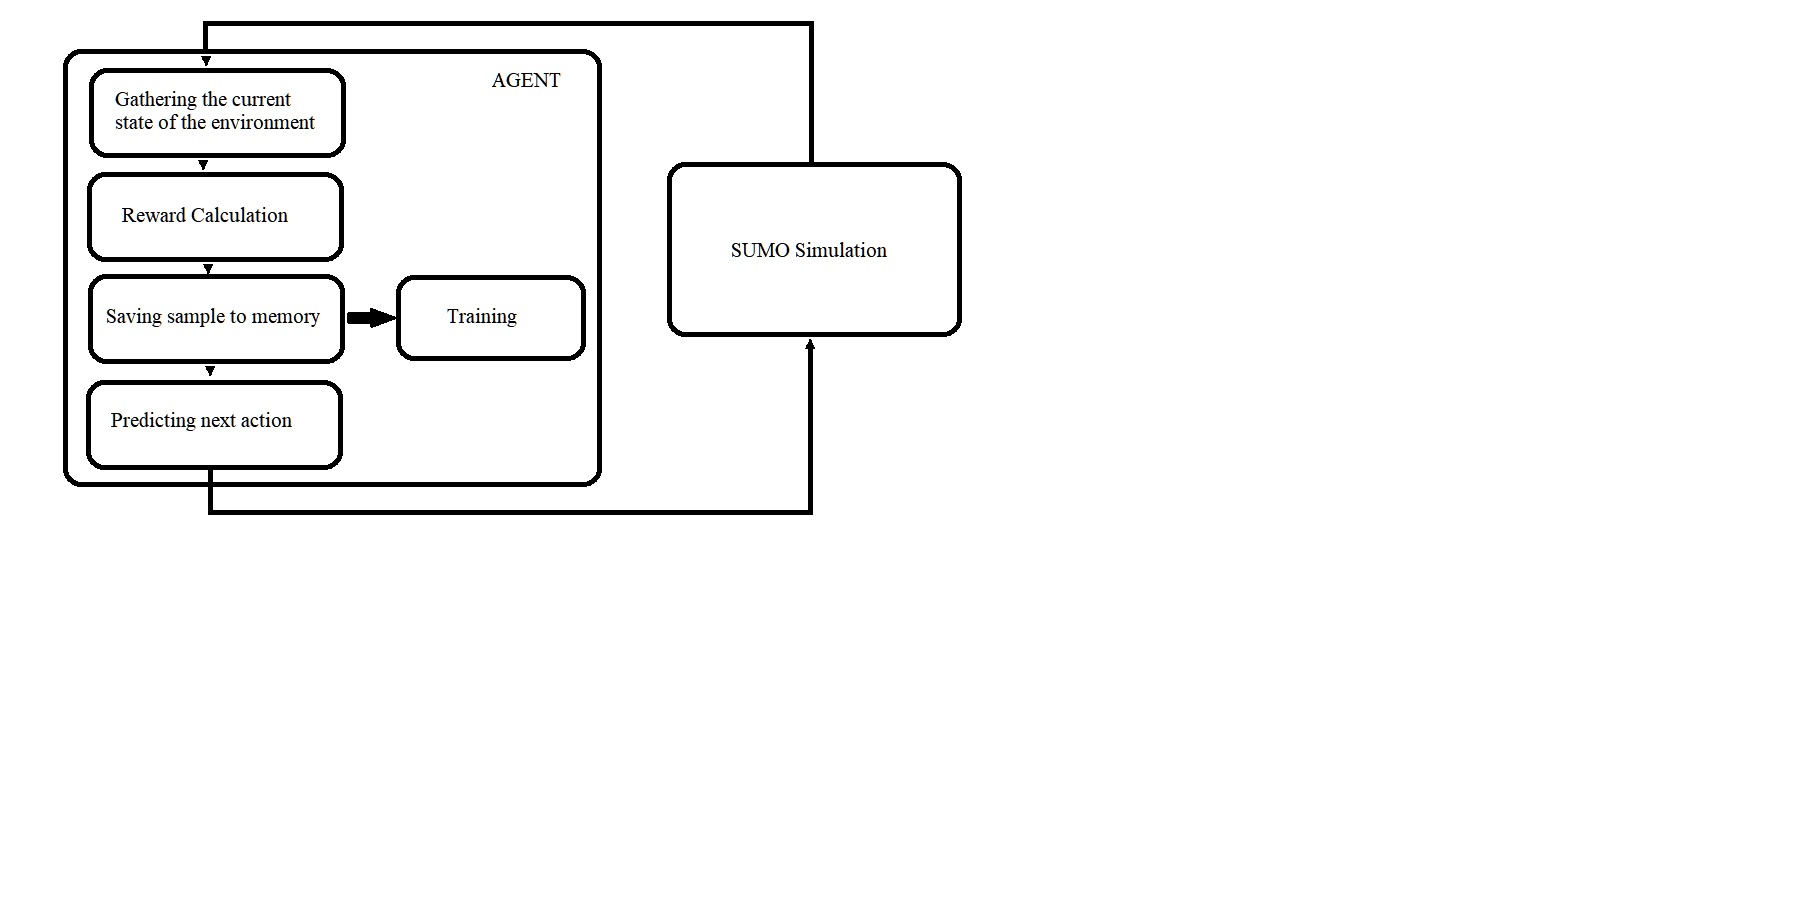 AGENT
Gathering the current
state of the environment
Reward Calculation
Saving sample to memory
Training
Predicting next action
SUMO Simulation